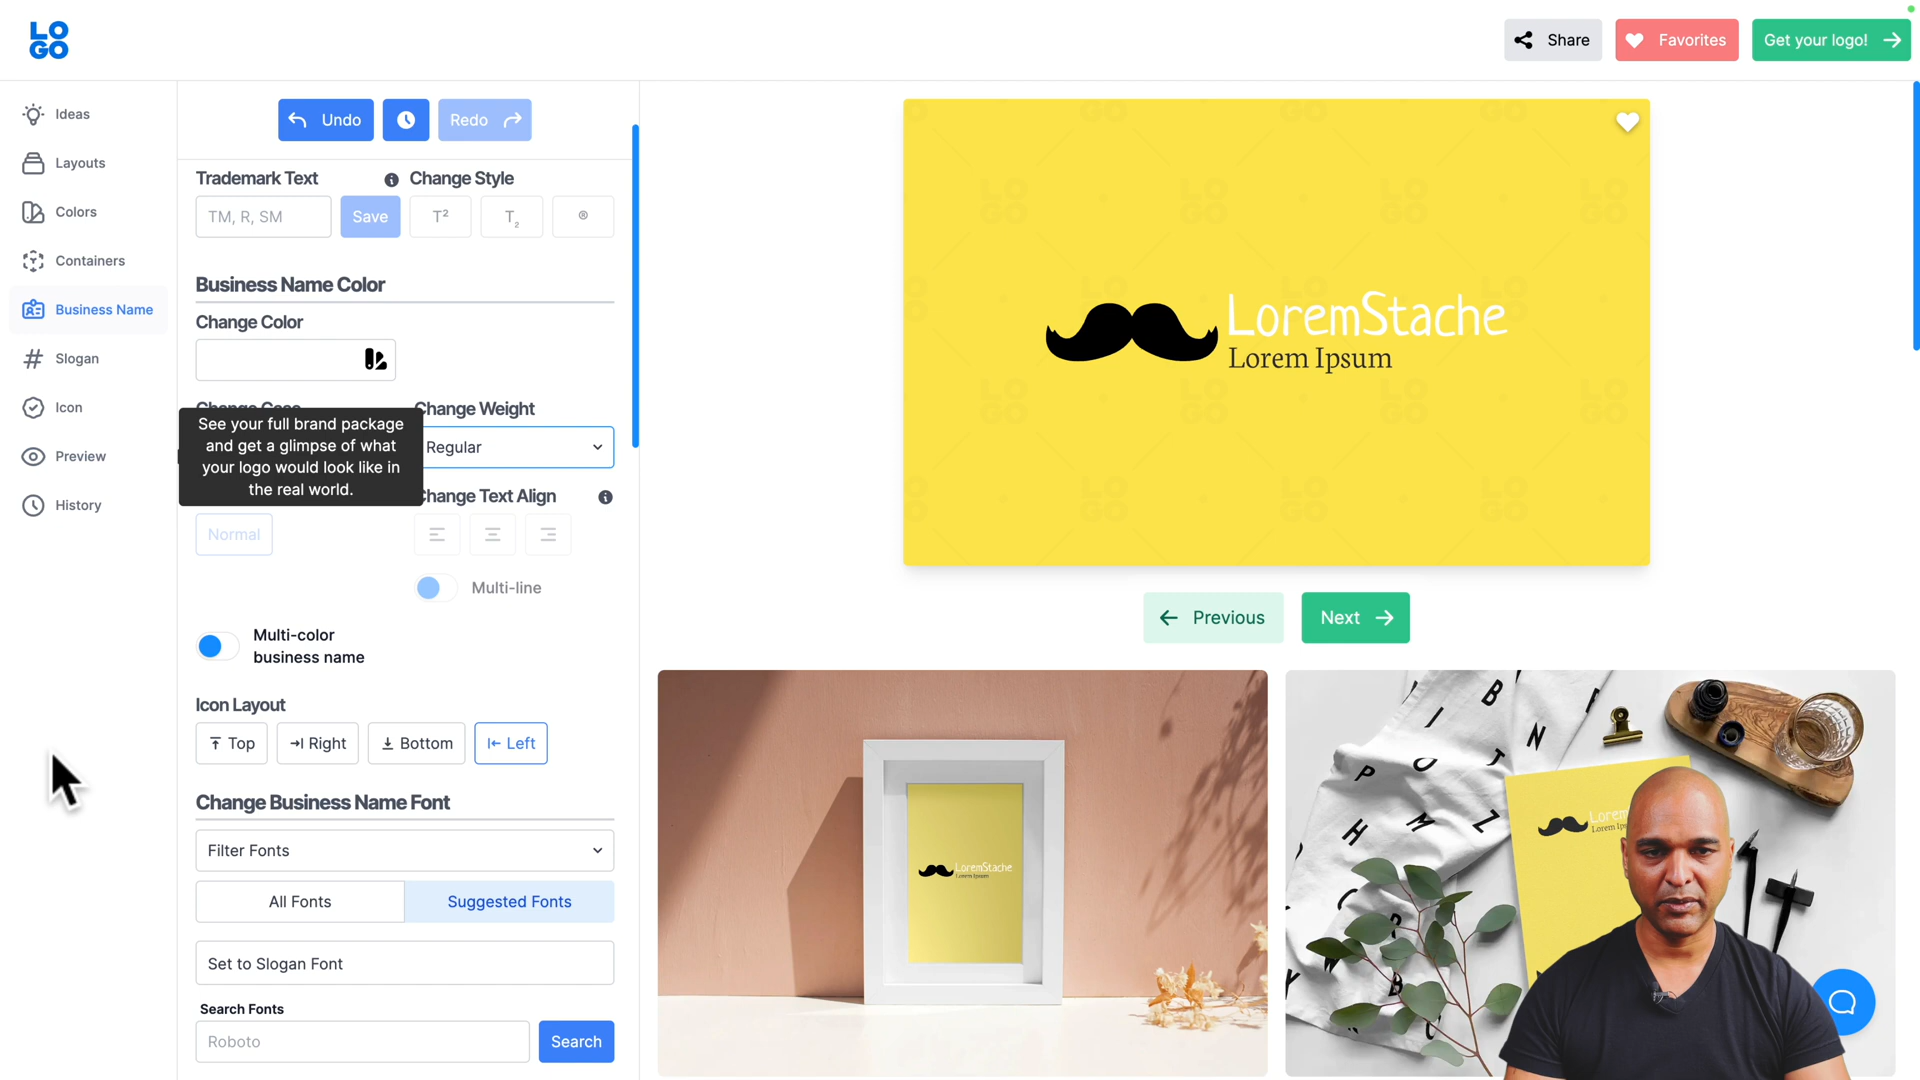 LO
GO
Share
Favorites
Get your logo!
Ideas
Layouts
Colors
Containers
Business Name
Slogan
Icon
Preview
History
Undo
Redo
Trademark Text
Change Style
TM, R, SM
Save
T²
T₂
®
Business Name Color
Change Color
Change Case
Change Weight
See your full brand package
and get a glimpse of what
your logo would look like in
the real world.
Regular
Change Text Align
Normal
Multi-line
Multi-color
business name
Icon Layout
Top
Right
Bottom
Left
Change Business Name Font
Filter Fonts
All Fonts
Suggested Fonts
Set to Slogan Font
Search Fonts
Roboto
Search
LoremStache
Lorem Ipsum
Previous
Next
LoremStache
Lorem Ipsum